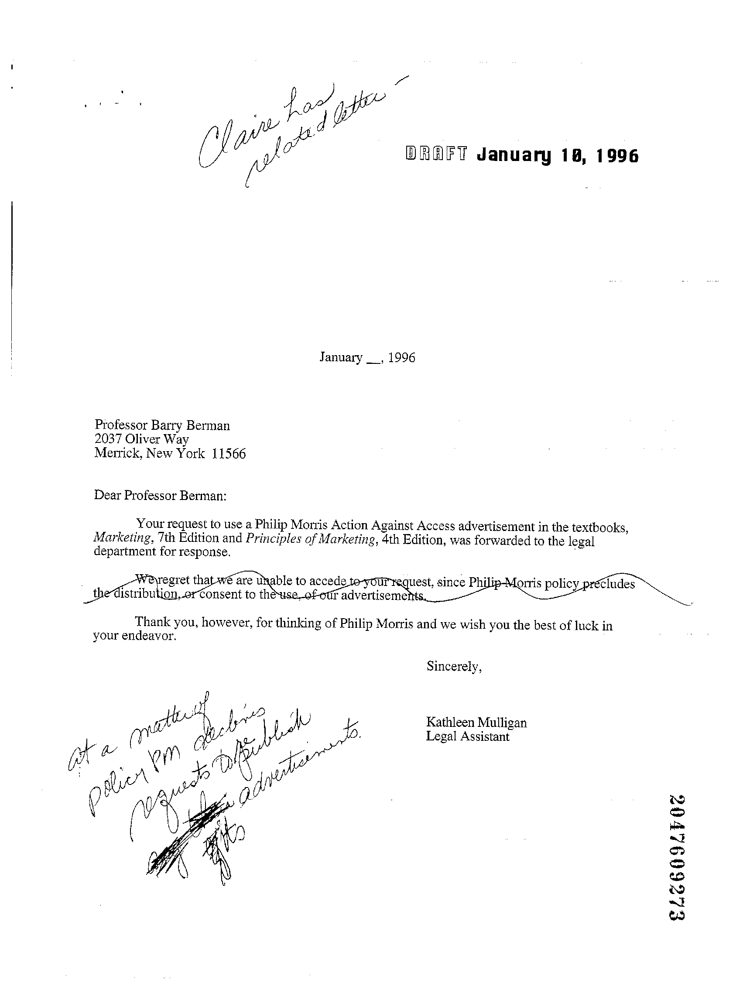 Claire has
related letter -
DRAFT January 10, 1996
January __, 1996
Professor Barry Berman
2037 Oliver Way
Merrick, New York 11566
Dear Professor Berman:
Your request to use a Philip Morris Action Against Access advertisement in the textbooks,
Marketing, 7th Edition and Principles of Marketing, 4th Edition, was forwarded to the legal
department for response.
We regret that we are unable to accede to your request, since Philip Morris policy precludes
the distribution, or consent to the use, of our advertisements.
Thank you, however, for thinking of Philip Morris and we wish you the best of luck in
your endeavor.
Sincerely,
Kathleen Mulligan
Legal Assistant
at a matter of
policy PM declines
requests to publish
advertisements.
2047609273